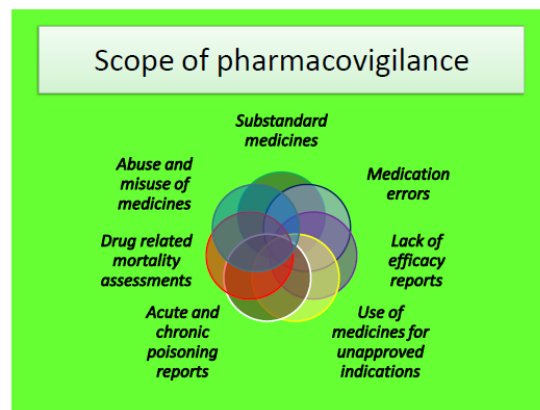 Scope of pharmacovigilance
Substandard
medicines
Medication
errors
Lack of
efficacy
reports
Use of
medicines for
unapproved
indications
Acute and
chronic
poisoning
reports
Drug related
mortality
assessments
Abuse and
misuse of
medicines